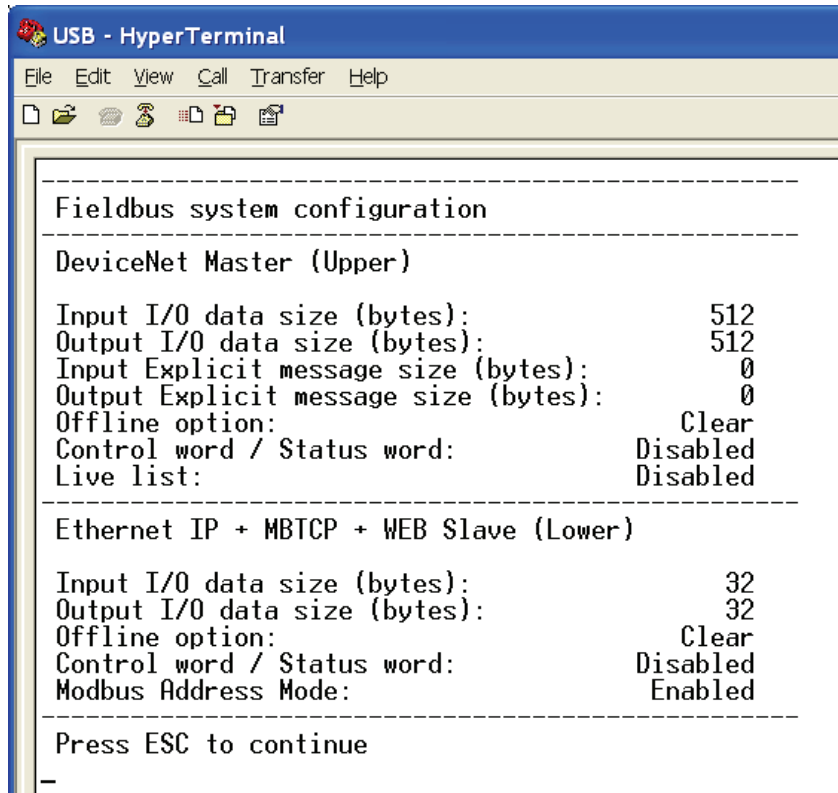 USB - HyperTerminal
File Edit View Call Transfer Help
Fieldbus system configuration
DeviceNet Master (Upper)
Input I/O data size (bytes): 512
Output I/O data size (bytes): 512
Input Explicit message size (bytes): 0
Output Explicit message size (bytes): 0
Offline option: Clear
Control word / Status word: Disabled
Live list: Disabled
Ethernet IP + MBTCP + WEB Slave (Lower)
Input I/O data size (bytes): 32
Output I/O data size (bytes): 32
Offline option: Clear
Control word / Status word: Disabled
Modbus Address Mode: Enabled
Press ESC to continue